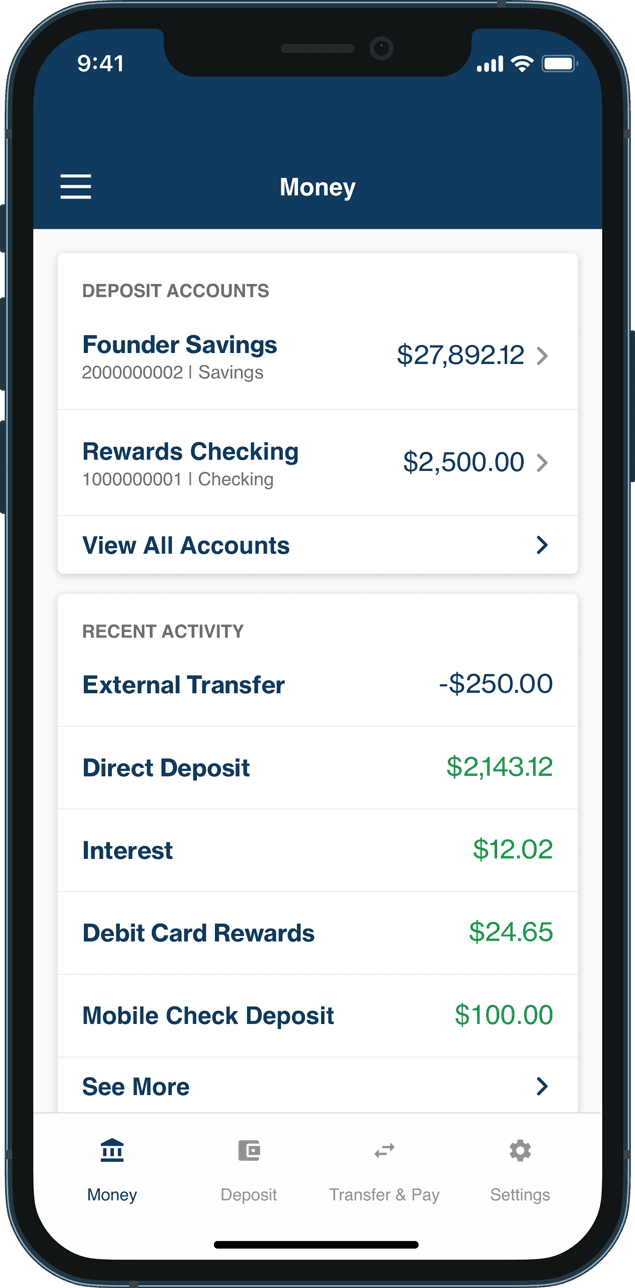 9:41
Money
DEPOSIT ACCOUNTS
Founder Savings
$27,892.12
2000000002 | Savings
Rewards Checking
$2,500.00
1000000001 | Checking
View All Accounts
RECENT ACTIVITY
External Transfer -$250.00
Direct Deposit $2,143.12
Interest $12.02
Debit Card Rewards $24.65
Mobile Check Deposit $100.00
See More
Money Deposit Transfer & Pay Settings